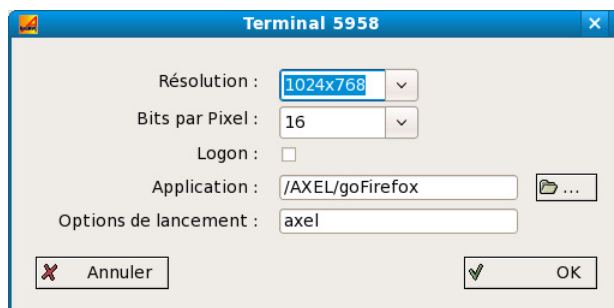 Terminal 5958
Résolution : 1024x768
Bits par Pixel : 16
Logon :
Application : /AXEL/goFirefox ...
Options de lancement : axel
Annuler OK